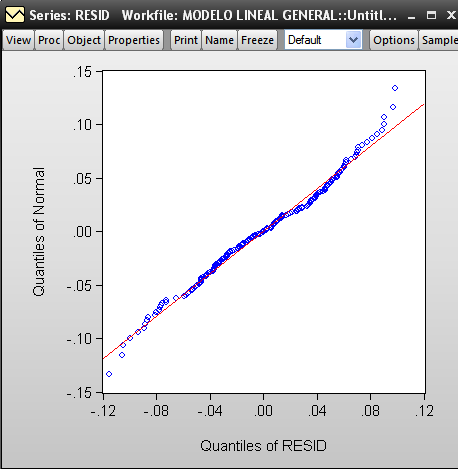 Series: RESID Workfile: MODELO LINEAL GENERAL::Untitl...
View Proc Object Properties Print Name Freeze Default Options Sample
.15
.10
.05
.00
-.05
-.10
-.15
Quantiles of Normal
-.12 -.08 -.04 .00 .04 .08 .12
Quantiles of RESID